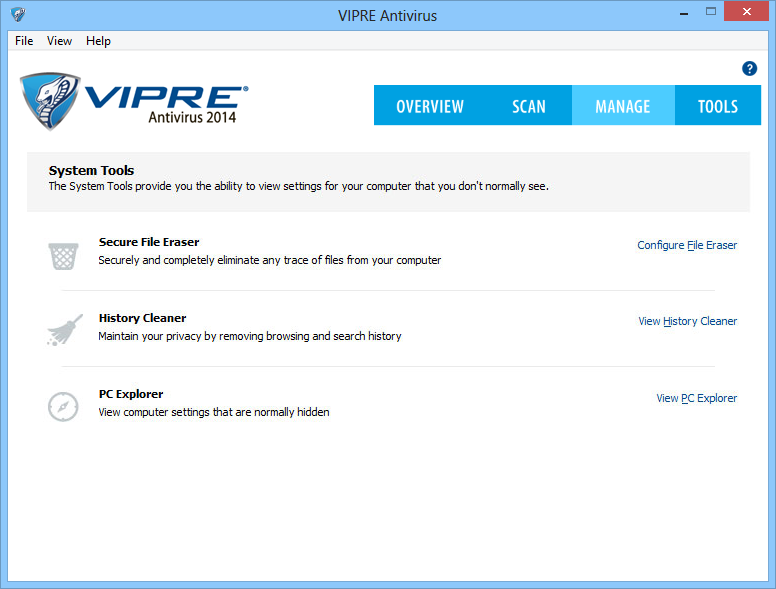 VIPRE Antivirus
File View Help
?
VIPRE®
Antivirus 2014
OVERVIEW SCAN MANAGE TOOLS
System Tools
The System Tools provide you the ability to view settings for your computer that you don't normally see.
Secure File Eraser
Configure File Eraser
Securely and completely eliminate any trace of files from your computer
History Cleaner
View History Cleaner
Maintain your privacy by removing browsing and search history
PC Explorer
View PC Explorer
View computer settings that are normally hidden